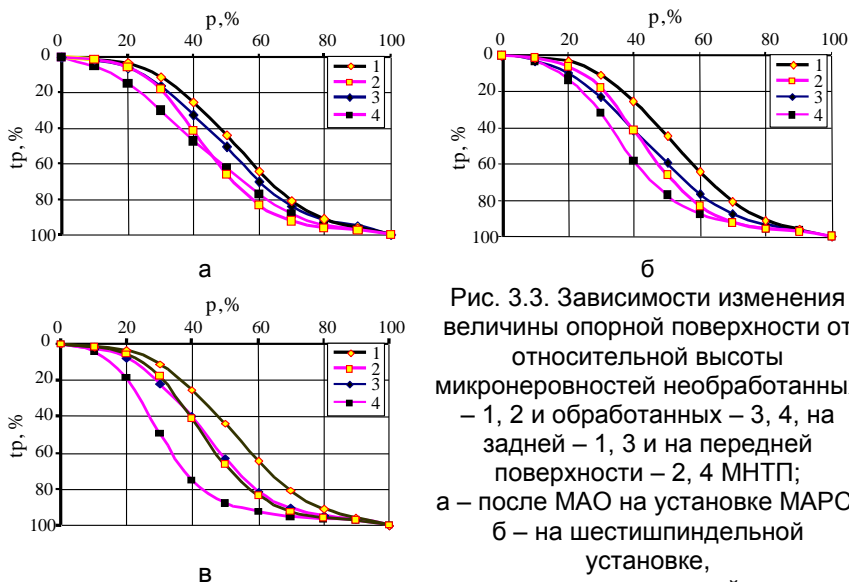 p,%
0 20 40 60 80 100
0
20
40
60
80
100
tp, %
1
2
3
4
а
p,%
0 20 40 60 80 100
0
20
40
60
80
100
tp, %
1
2
3
4
б
p,%
0 20 40 60 80 100
0
20
40
60
80
100
tp, %
1
2
3
4
в
Рис. 3.3. Зависимости изменения
величины опорной поверхности от
относительной высоты
микронеровностей
– 1, 2 и обработанных – 3, 4, на
задней – 1, 3 и на передней
поверхности – 2, 4 МНТП;
а – после МАО на установке МАРС
б – на шестишпиндельной
установке,